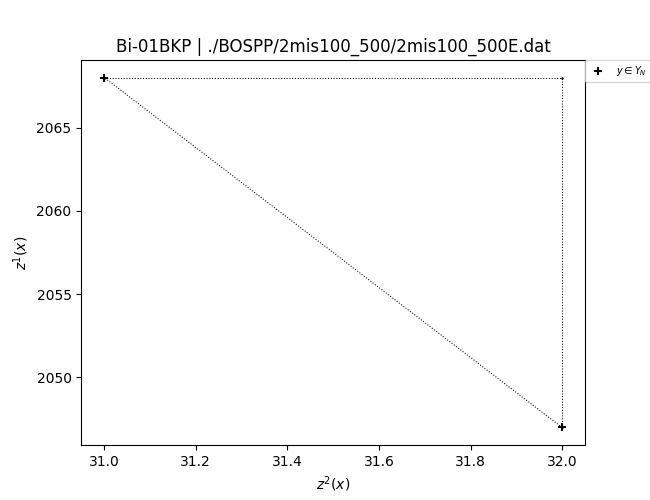 Bi-01BKP | ./BOSPP/2mis100_500/2mis100_500E.dat
y ∈ Y_N
2065
2060
2055
2050
z^1(x)
31.0 31.2 31.4 31.6 31.8 32.0
z^2(x)